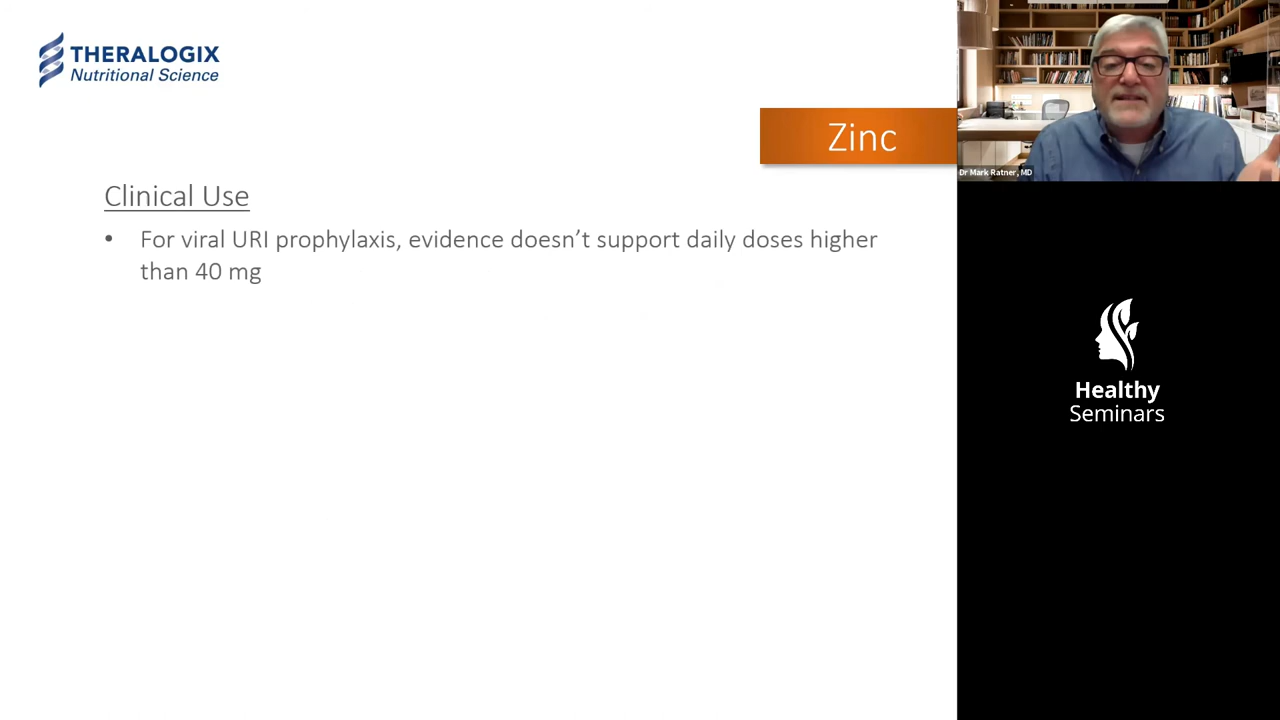 THERALOGIX
Nutritional Science
Zinc
Dr Mark Ratner, MD
Clinical Use
• For viral URI prophylaxis, evidence doesn’t support daily doses higher
than 40 mg
Healthy
Seminars